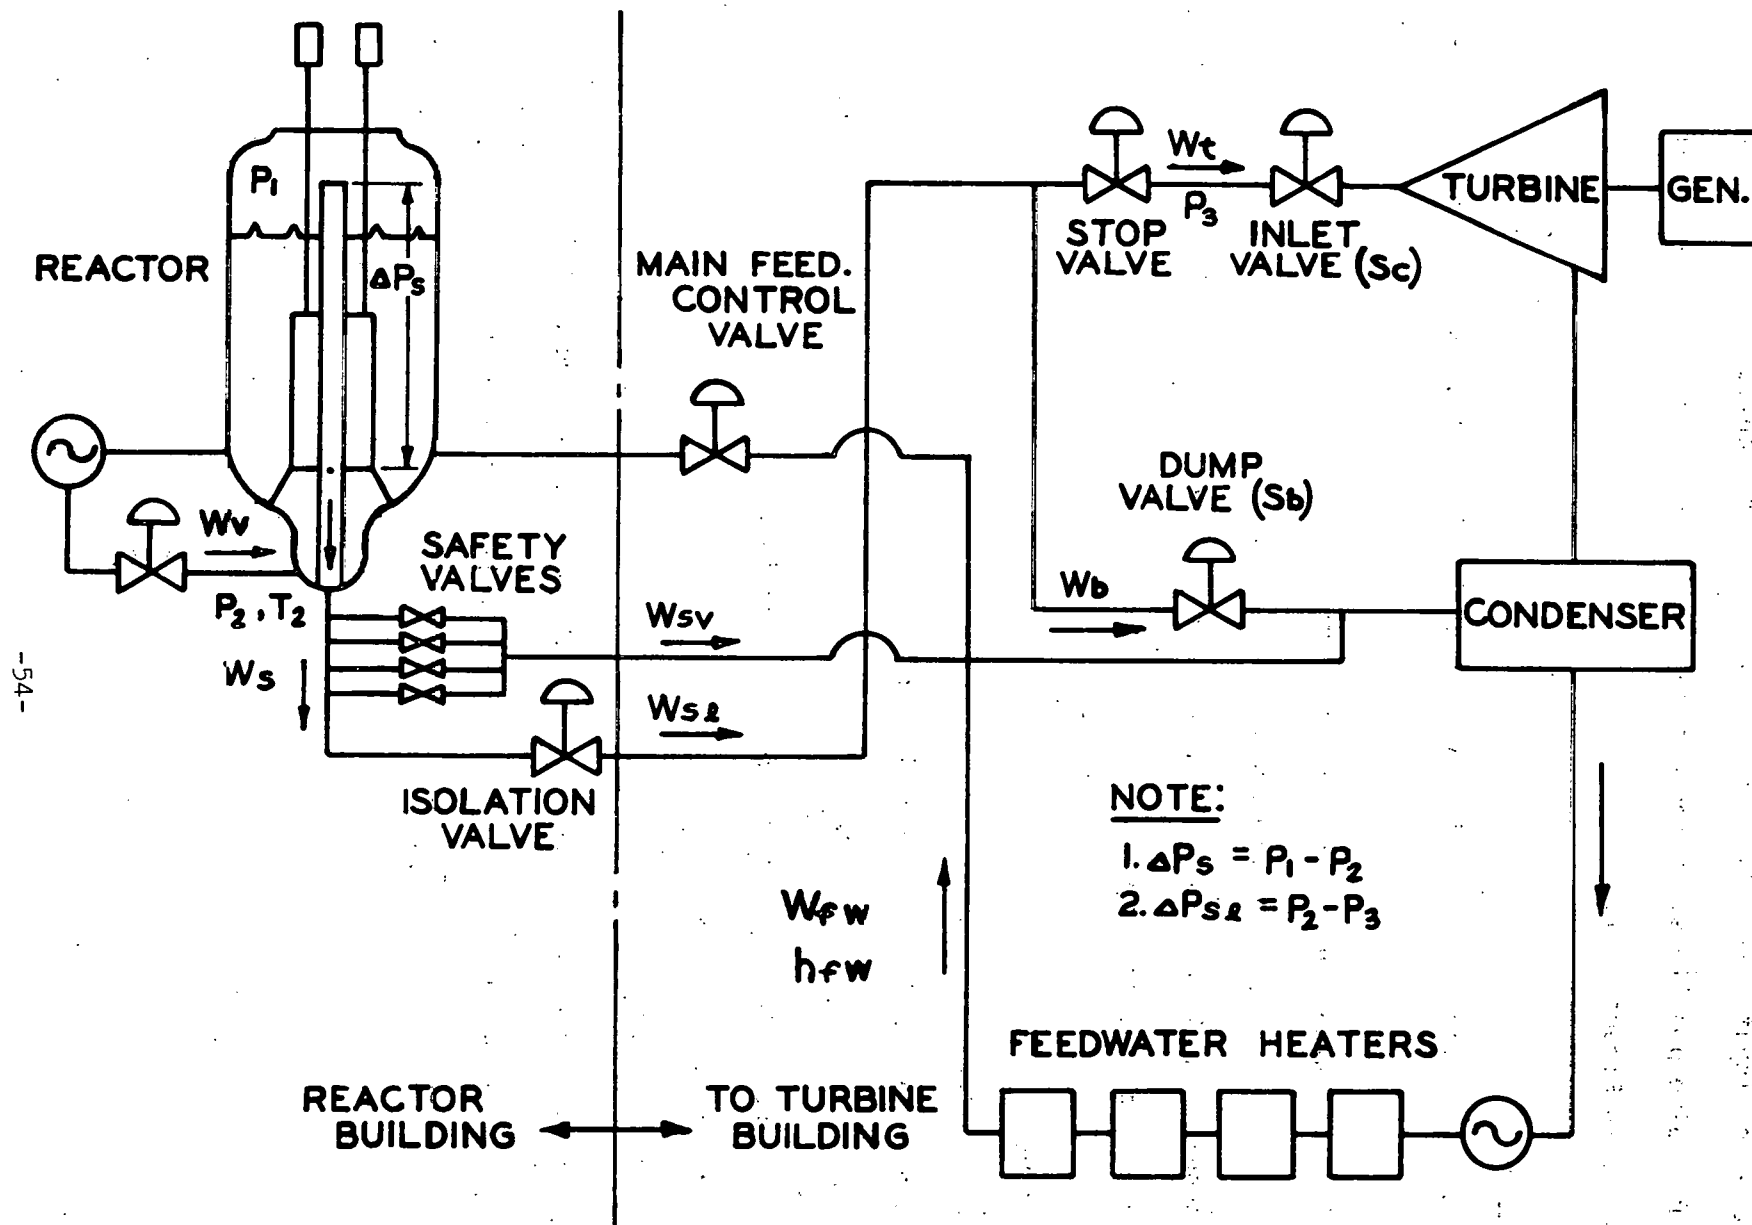 P₁
REACTOR
ΔPs
Wv
P₂, T₂
Ws
SAFETY
VALVES
ISOLATION
VALVE
MAIN FEED.
CONTROL
VALVE
Wsv
Wsℓ
STOP
VALVE
Wt
P₃
INLET
VALVE (Sc)
TURBINE
GEN.
DUMP
VALVE (Sb)
Wb
CONDENSER
NOTE:
1. ΔPs = P₁ - P₂
2. ΔPsℓ = P₂ - P₃
Wfw
hfw
FEEDWATER HEATERS
REACTOR
BUILDING
TO TURBINE
BUILDING
-54-